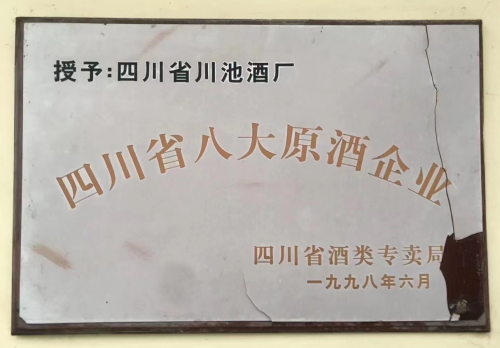 授予:四川省川池酒厂
四川省八大原酒企业
四川省酒类专卖局
一九九八年六月